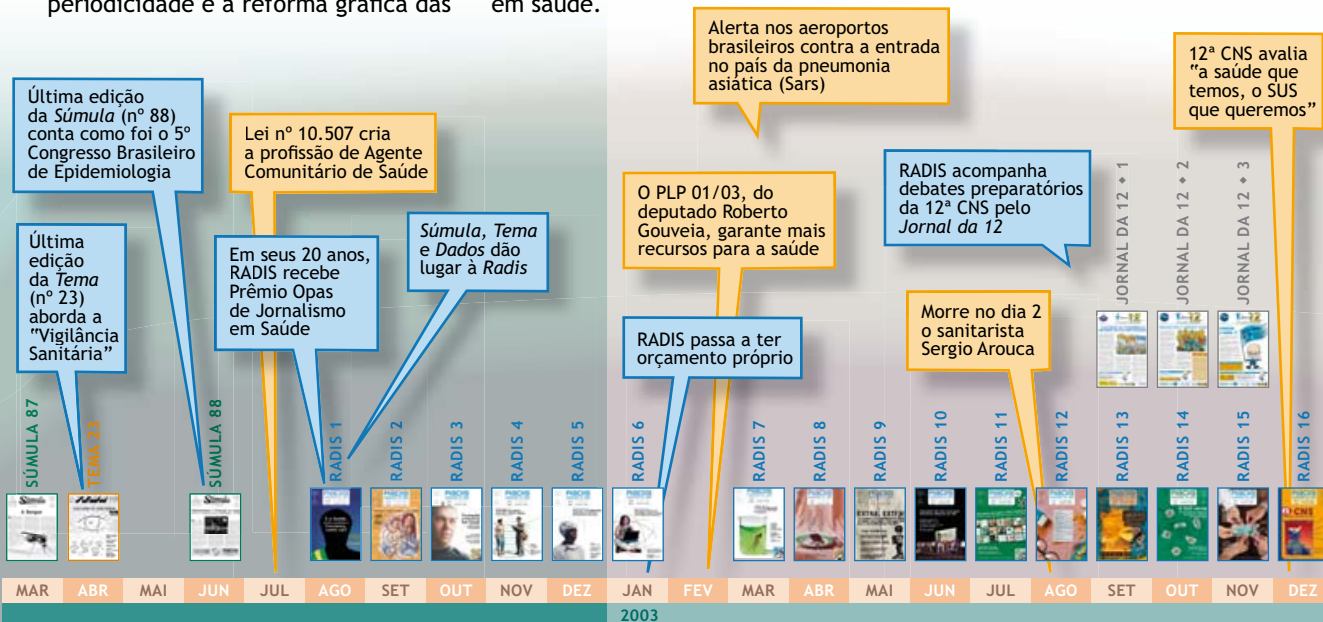 periodicidade e a reforma gráfica das
em saúde.
Última edição
da Súmula (nº 88)
conta como foi o 5º
Congresso Brasileiro
de Epidemiologia
Última
edição
da Tema
(nº 23)
aborda a
“Vigilância
Sanitária”
Lei nº 10.507 cria
a profissão de Agente
Comunitário de Saúde
Em seus 20 anos,
RADIS recebe
Prêmio Opas
de Jornalismo
em Saúde
Súmula, Tema
e Dados dão
lugar à Radis
Alerta nos aeroportos
brasileiros contra a entrada
no país da pneumonia
asiática (Sars)
O PLP 01/03, do
deputado Roberto
Gouveia, garante mais
recursos para a saúde
RADIS passa a ter
orçamento próprio
RADIS acompanha
debates preparatórios
da 12ª CNS pelo
Jornal da 12
Morre no dia 2
o sanitarista
Sergio Arouca
12ª CNS avalia
“a saúde que
temos, o SUS
que queremos”
JORNAL DA 12 ♦ 1
JORNAL DA 12 ♦ 2
JORNAL DA 12 ♦ 3
SÚMULA 87
TEMA 23
SÚMULA 88
RADIS 1
RADIS 2
RADIS 3
RADIS 4
RADIS 5
RADIS 6
RADIS 7
RADIS 8
RADIS 9
RADIS 10
RADIS 11
RADIS 12
RADIS 13
RADIS 14
RADIS 15
RADIS 16
MAR ABR MAI JUN JUL AGO SET OUT NOV DEZ JAN FEV MAR ABR MAI JUN JUL AGO SET OUT NOV DEZ
2003